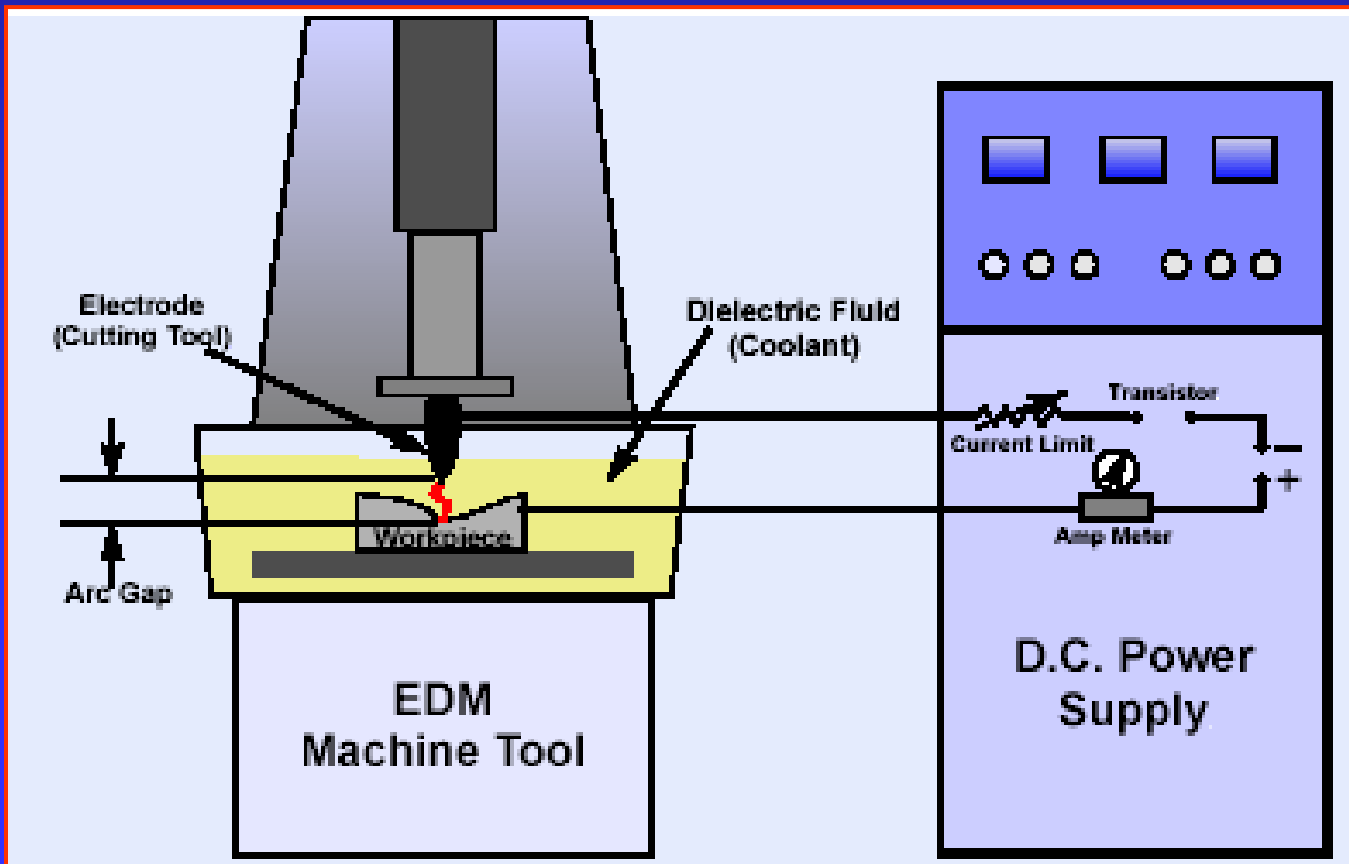 Electrode
(Cutting Tool)
Dielectric Fluid
(Coolant)
Transistor
Current Limit
−
+
Workpiece
Amp Meter
Arc Gap
D.C. Power
Supply
EDM
Machine Tool